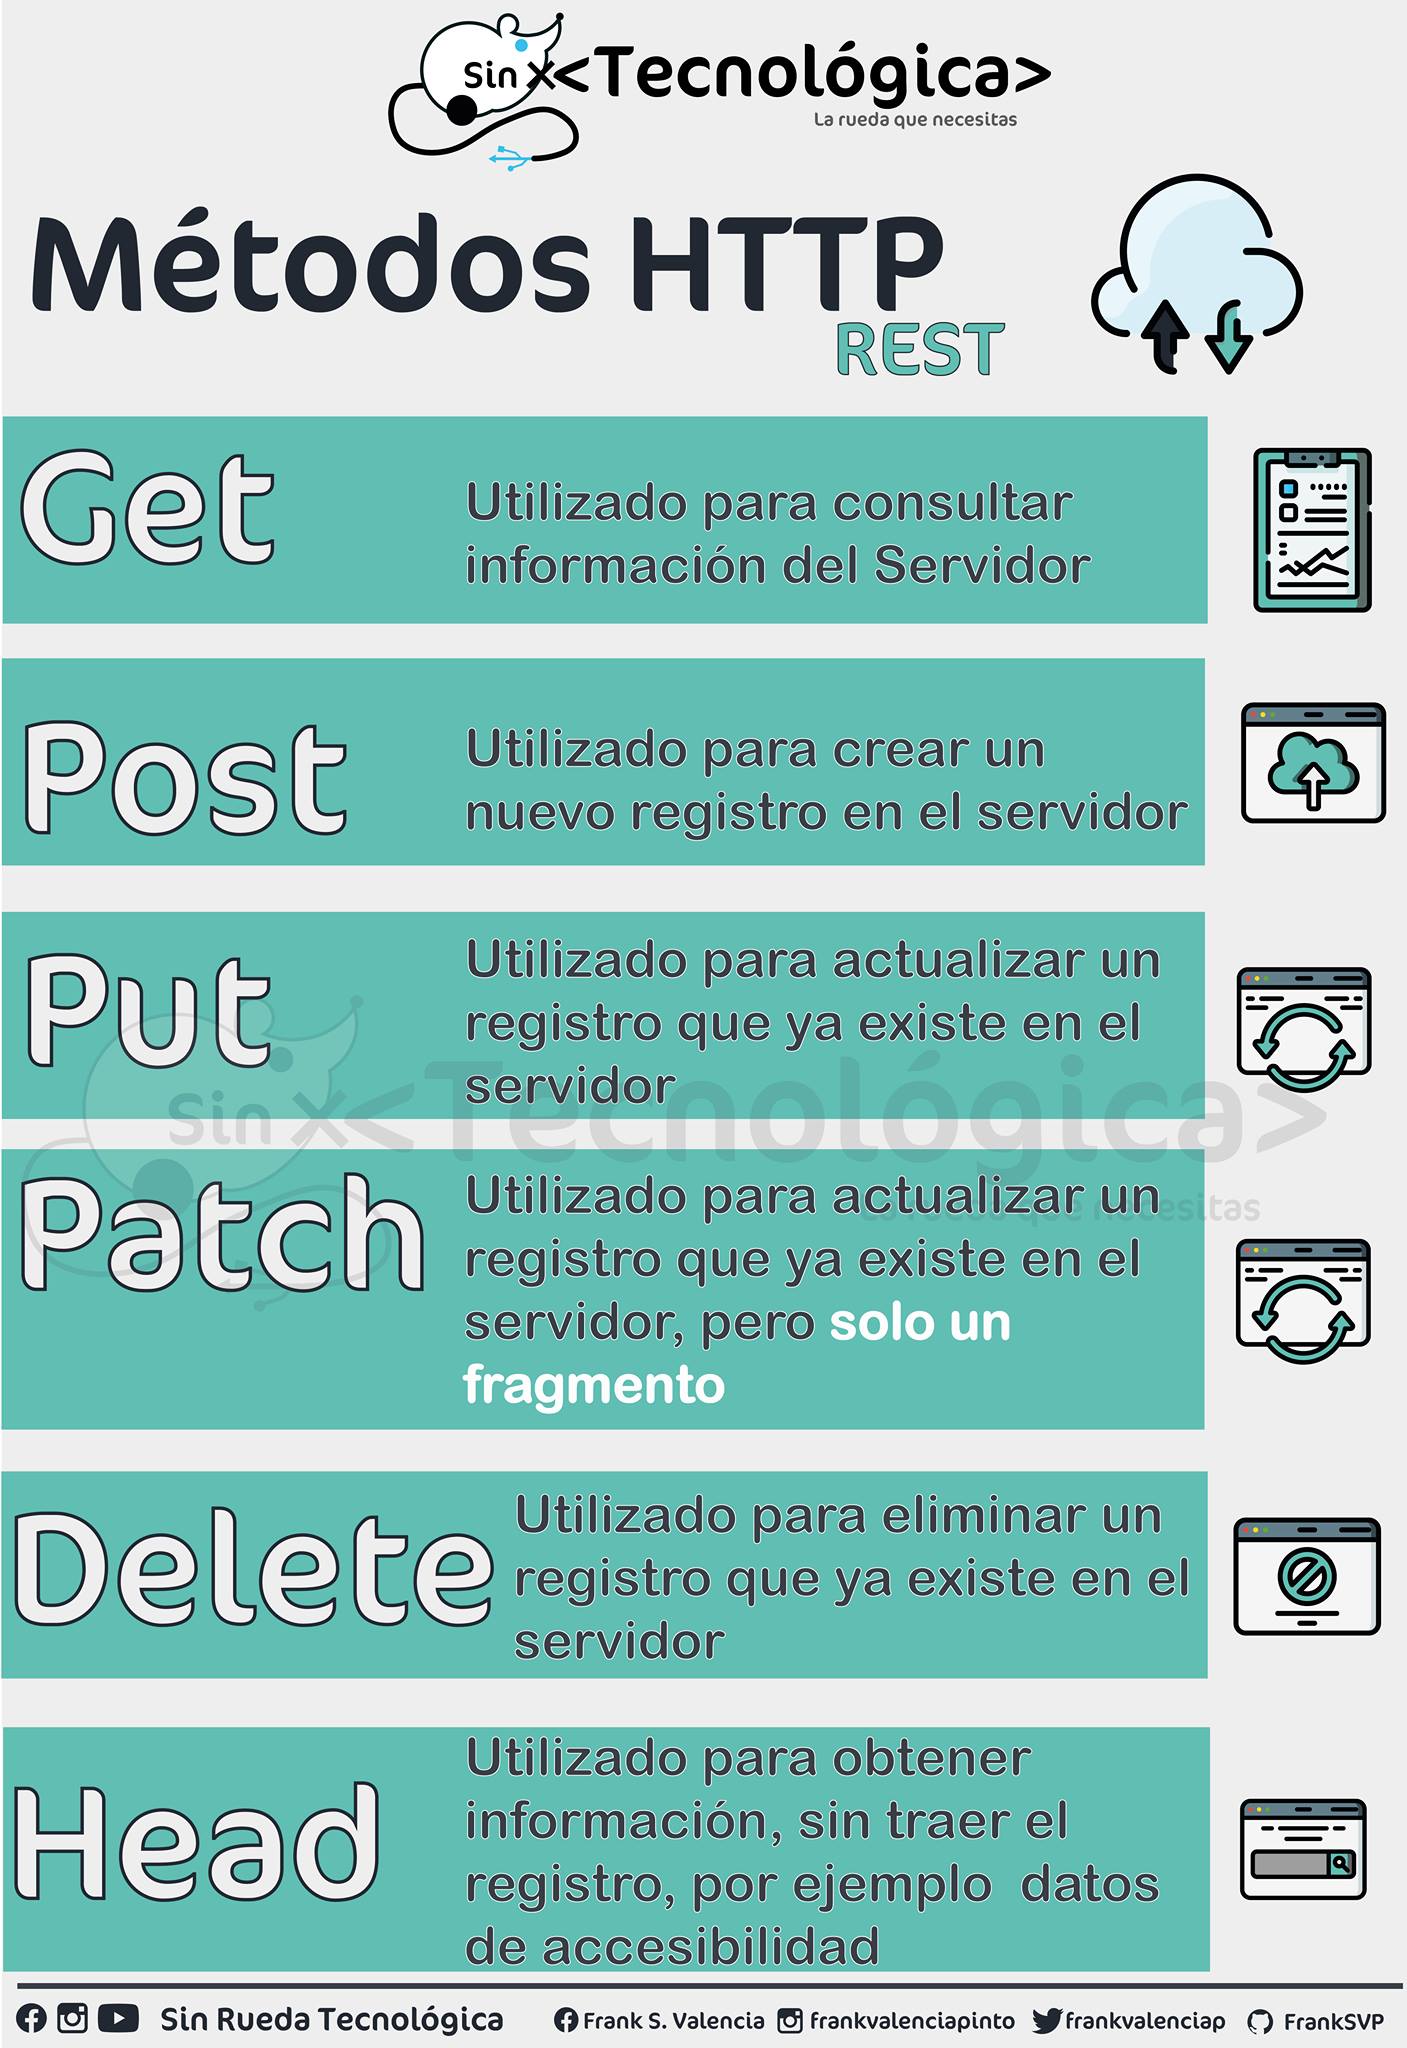 Sin X<Tecnológica>
La rueda que necesitas
Métodos HTTP
REST
Get
Utilizado para consultar
información del Servidor
Post
Utilizado para crear un
nuevo registro en el servidor
Put
Utilizado para actualizar un
registro que ya existe en el
servidor
Sin X<Tecnológica>
La rueda que necesitas
Patch
Utilizado para actualizar un
registro que ya existe en el
servidor, pero solo un
fragmento
Delete
Utilizado para eliminar un
registro que ya existe en el
servidor
Head
Utilizado para obtener
información, sin traer el
registro, por ejemplo  datos
de accesibilidad
Sin Rueda Tecnológica
Frank S. Valencia
frankvalenciapinto
frankvalenciap
FrankSVP